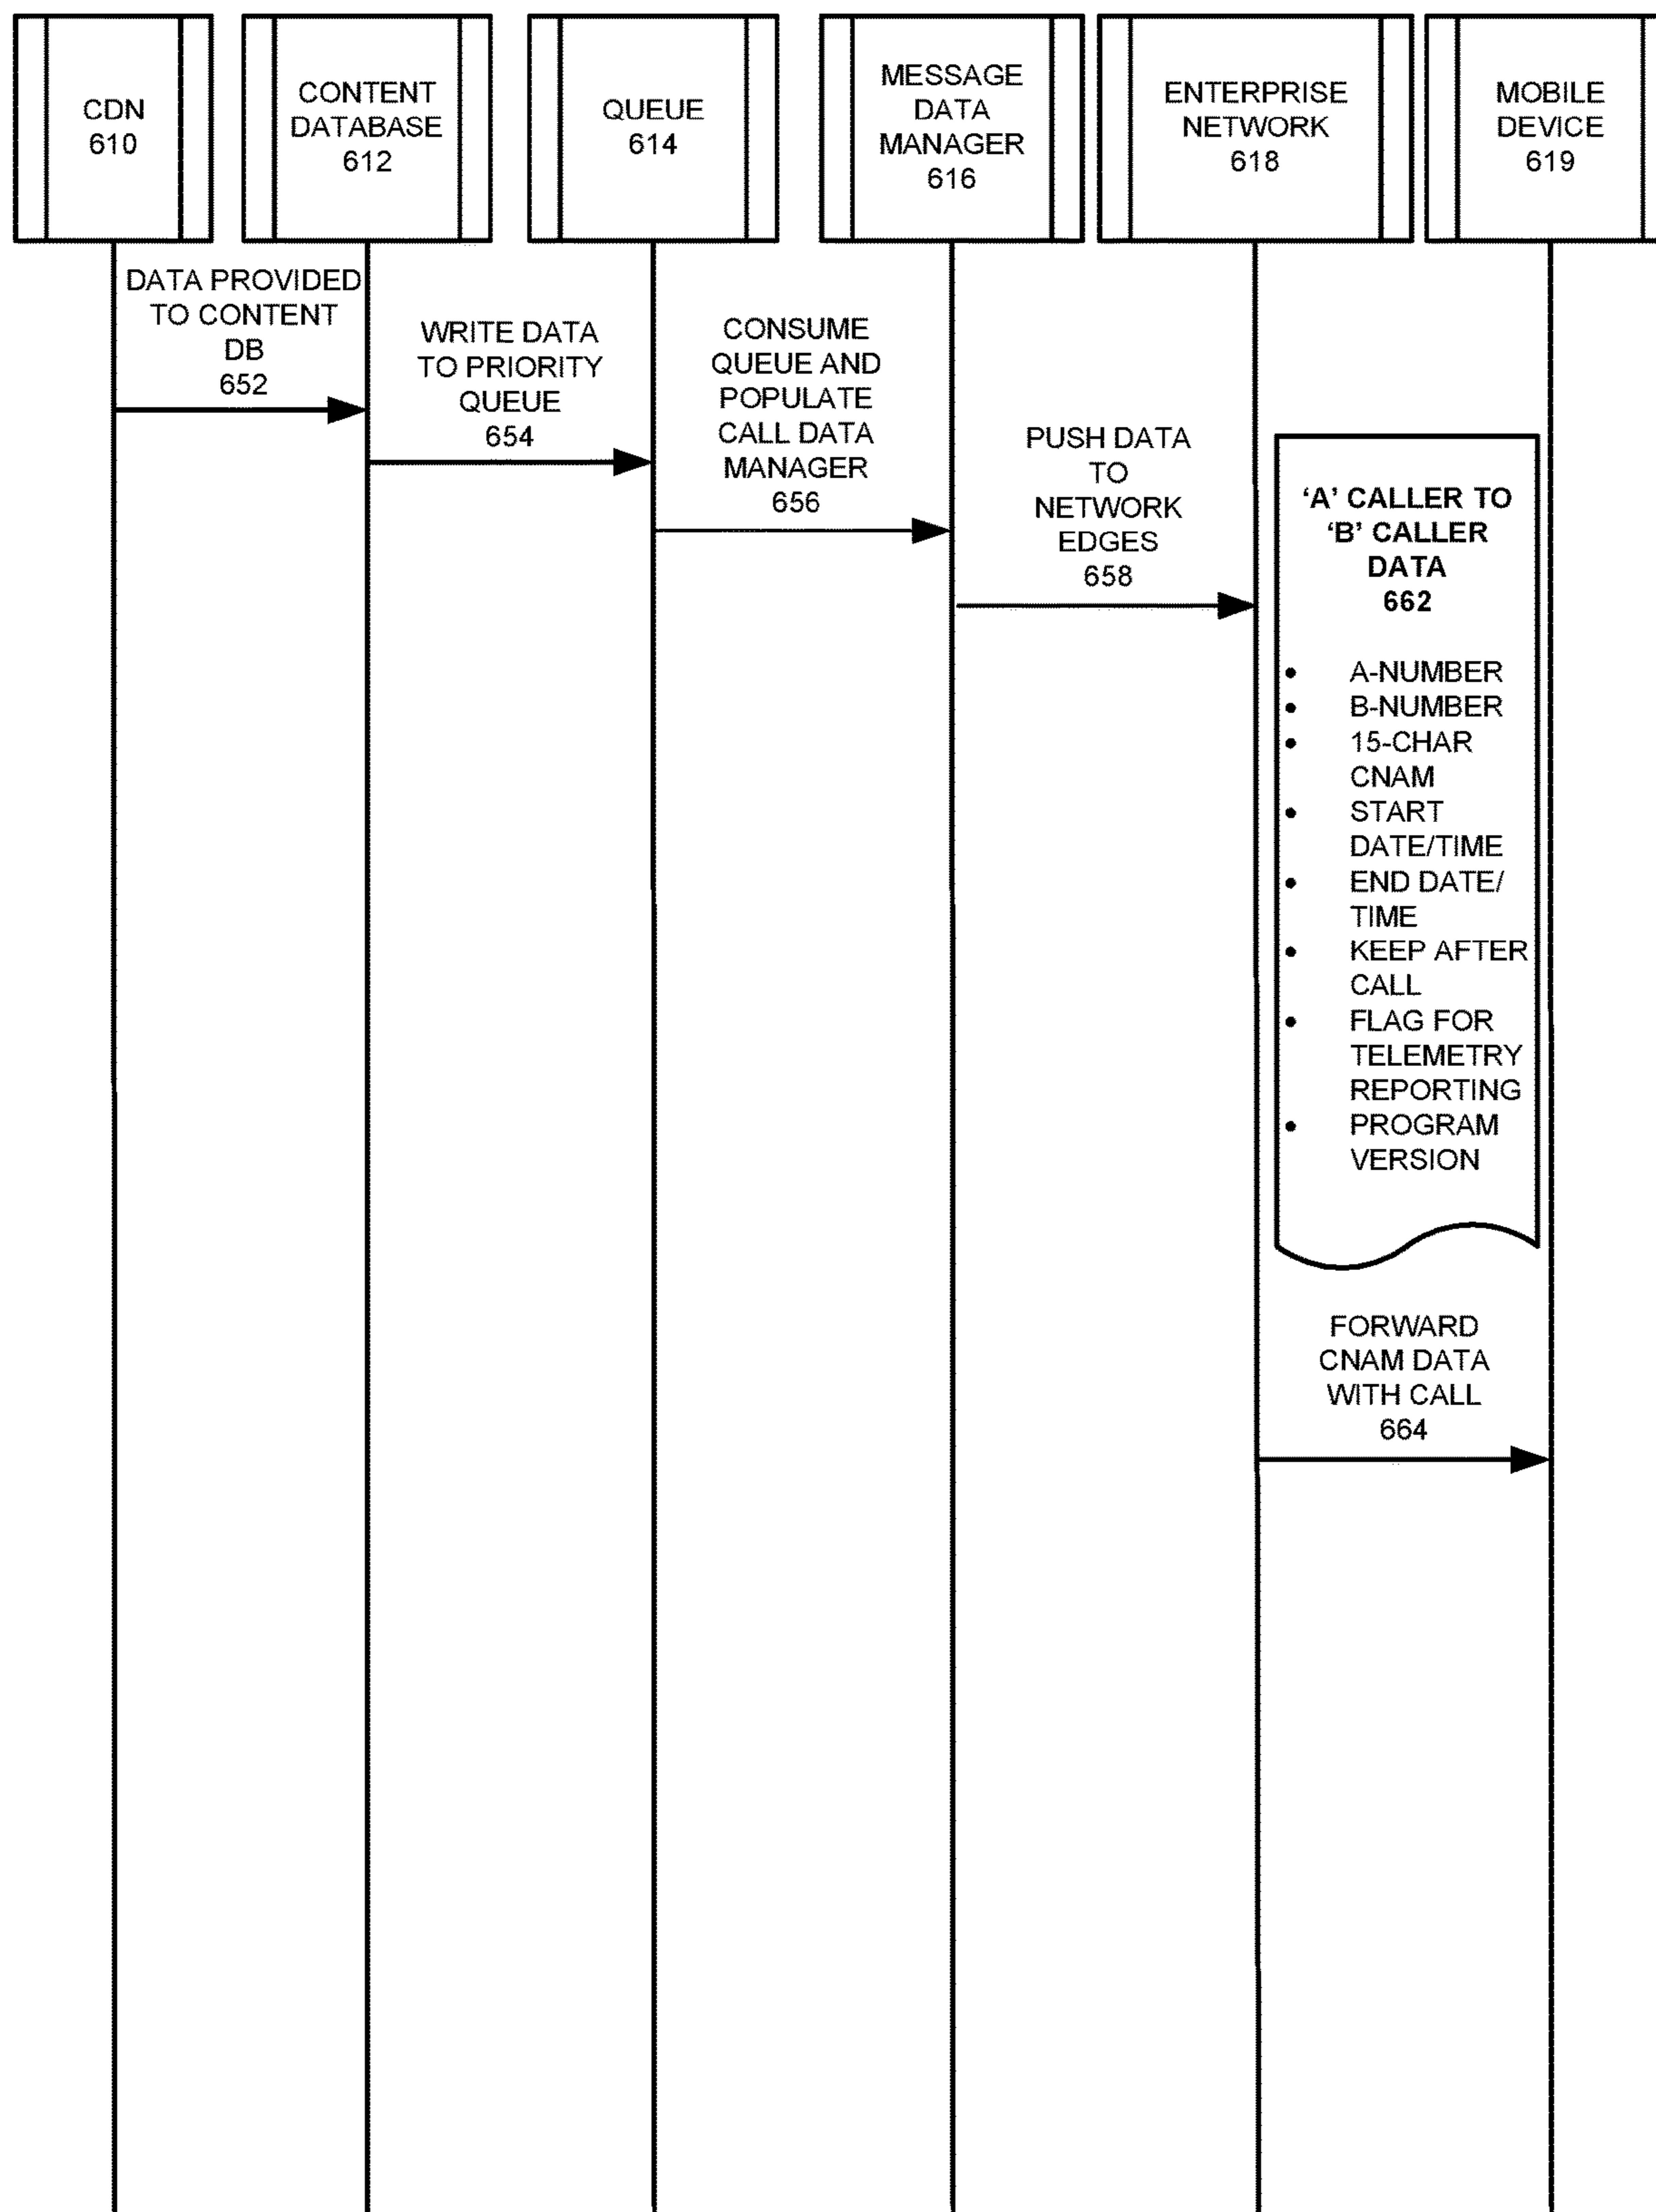 CDN
610
CONTENT
DATABASE
612
QUEUE
614
MESSAGE
DATA
MANAGER
616
ENTERPRISE
NETWORK
618
MOBILE
DEVICE
619
DATA PROVIDED
TO CONTENT
DB
652
WRITE DATA
TO PRIORITY
QUEUE
654
CONSUME
QUEUE AND
POPULATE
CALL DATA
MANAGER
656
PUSH DATA
TO
NETWORK
EDGES
658
‘A’ CALLER TO
‘B’ CALLER
DATA
662
• A-NUMBER
• B-NUMBER
• 15-CHAR
CNAM
• START
DATE/TIME
• END DATE/
TIME
• KEEP AFTER
CALL
• FLAG FOR
TELEMETRY
REPORTING
• PROGRAM
VERSION
FORWARD
CNAM DATA
WITH CALL
664